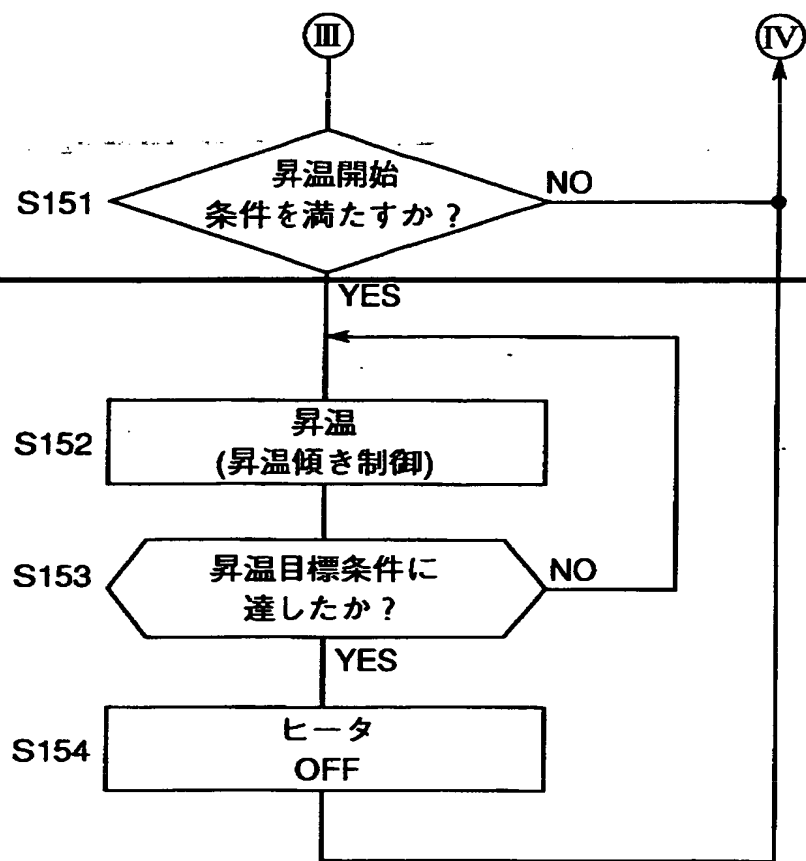 Ⅲ
Ⅳ
S151
昇温開始
条件を満たすか？
NO
YES
S152
昇温
(昇温傾き制御)
S153
昇温目標条件に
達したか？
NO
YES
S154
ヒータ
OFF